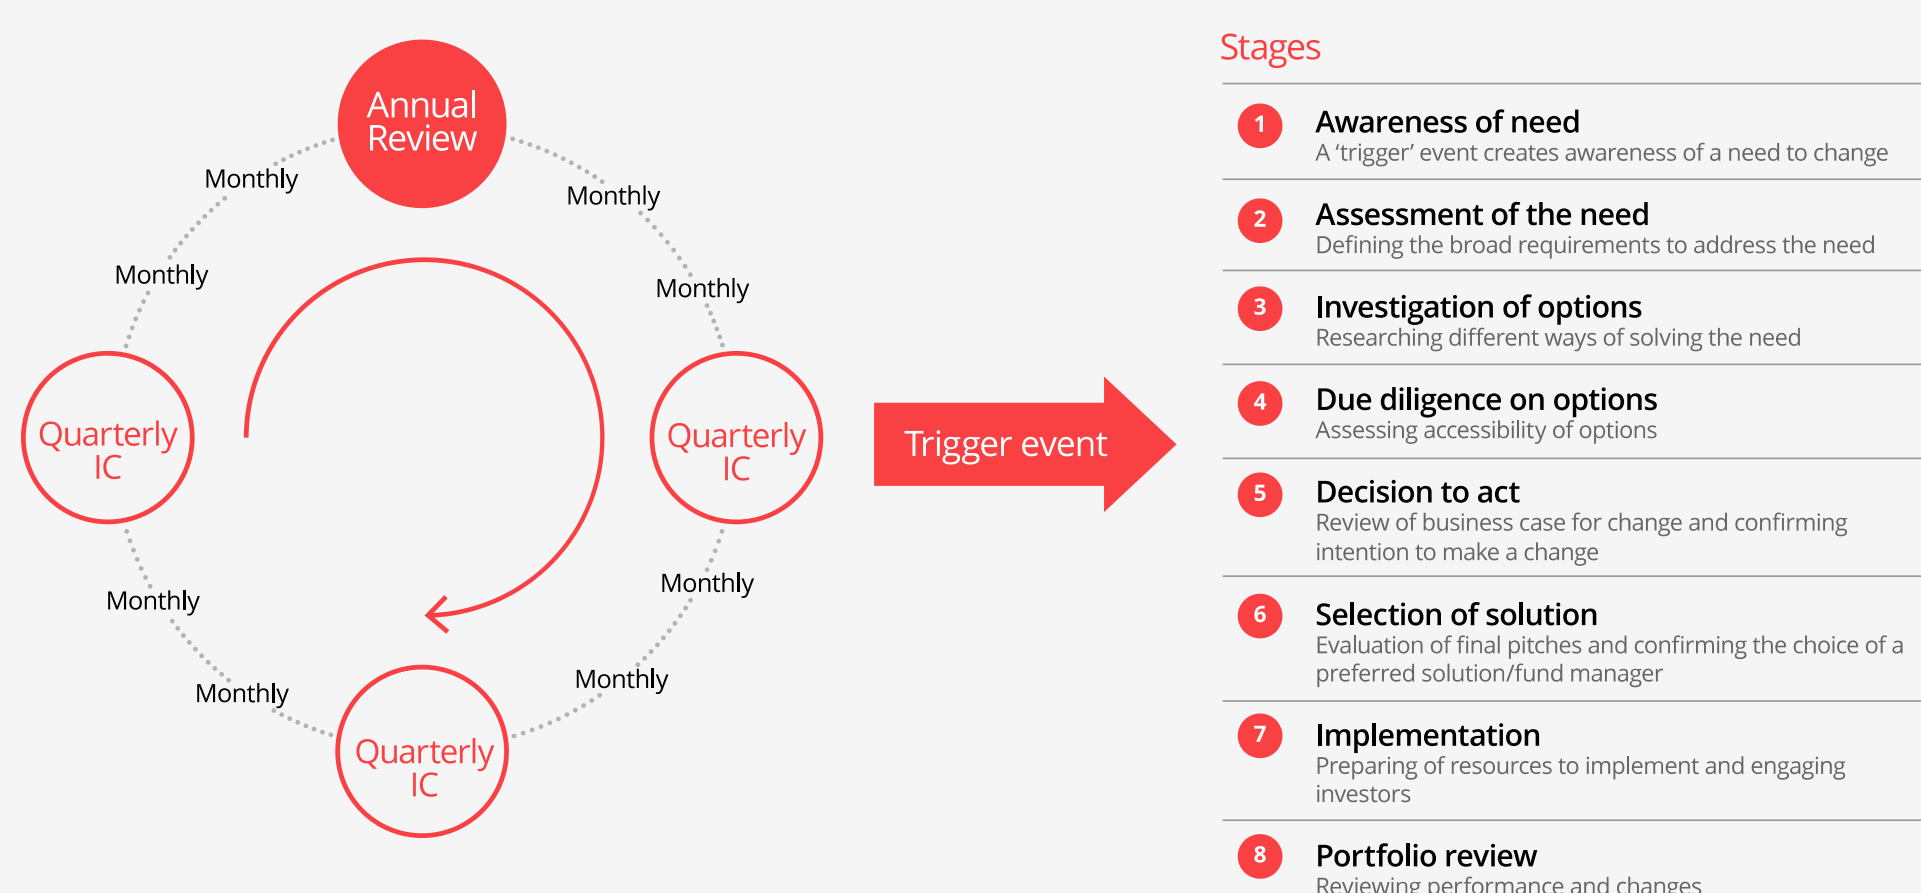 Annual
Review
Monthly
Monthly
Monthly
Monthly
Quarterly
IC
Quarterly
IC
Monthly
Monthly
Monthly
Monthly
Quarterly
IC
Trigger event
Stages
1
Awareness of need
A ‘trigger’ event creates awareness of a need to change
2
Assessment of the need
Defining the broad requirements to address the need
3
Investigation of options
Researching different ways of solving the need
4
Due diligence on options
Assessing accessibility of options
5
Decision to act
Review of business case for change and confirming
intention to make a change
6
Selection of solution
Evaluation of final pitches and confirming the choice of a
preferred solution/fund manager
7
Implementation
Preparing of resources to implement and engaging
investors
8
Portfolio review
Reviewing performance and changes